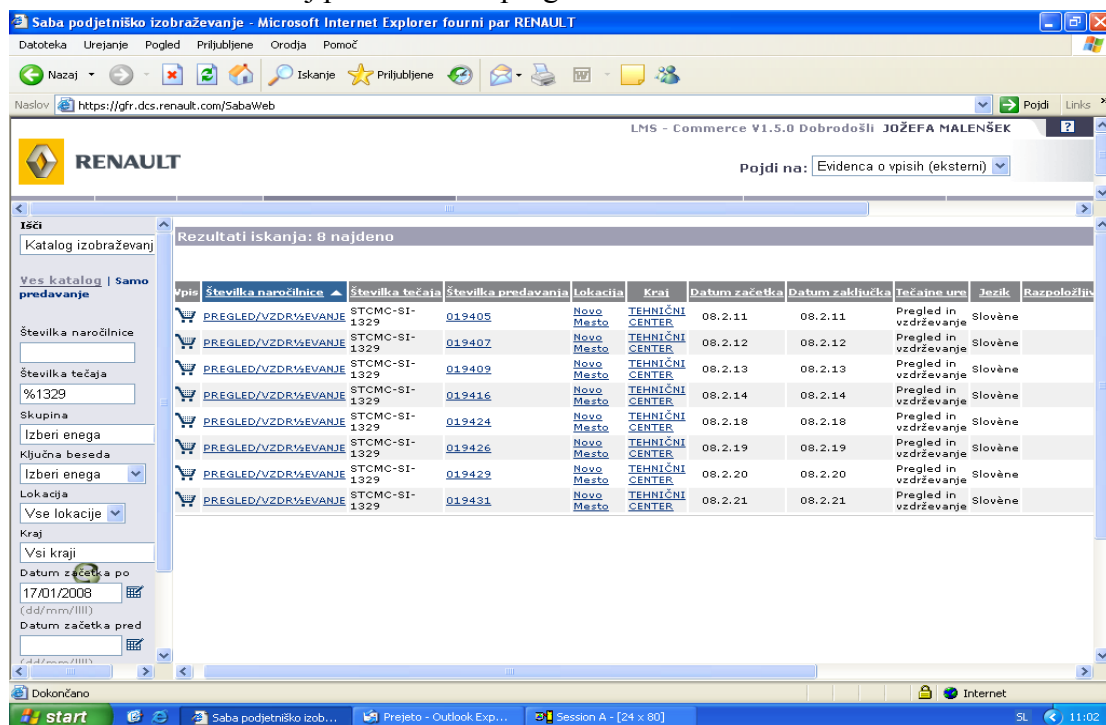 Saba podjetniško izobraževanje - Microsoft Internet Explorer fourni par RENAULT
Datoteka Urejanje Pogled Priljubljene Orodja Pomoč
Nazaj Iskanje Priljubljene
Naslov https://gfr.dcs.renault.com/SabaWeb Pojdi Links
LMS - Commerce V1.5.0 Dobrodošli JOŽEFA MALENŠEK
RENAULT
Pojdi na: Evidenca o vpisih (eksterni)
Išči
Katalog izobraževanj
Ves katalog | Samo
predavanje
Številka naročilnice
Številka tečaja
%1329
Skupina
Izberi enega
Ključna beseda
Izberi enega
Lokacija
Vse lokacije
Kraj
Vsi kraji
Datum začetka po
17/01/2008
(dd/mm/llll)
Datum začetka pred
(dd/mm/llll)
Rezultati iskanja: 8 najdeno
Vpis Številka naročilnice Številka tečaja Številka predavanja Lokacija Kraj Datum začetka Datum zaključka Tečajne ure Jezik Razpoložljiv
PREGLED/VZDR½EVANJE STCMC-SI-1329 019405 Novo Mesto TEHNIČNI CENTER 08.2.11 08.2.11 Pregled in vzdrževanje Slovène
PREGLED/VZDR½EVANJE STCMC-SI-1329 019407 Novo Mesto TEHNIČNI CENTER 08.2.12 08.2.12 Pregled in vzdrževanje Slovène
PREGLED/VZDR½EVANJE STCMC-SI-1329 019409 Novo Mesto TEHNIČNI CENTER 08.2.13 08.2.13 Pregled in vzdrževanje Slovène
PREGLED/VZDR½EVANJE STCMC-SI-1329 019416 Novo Mesto TEHNIČNI CENTER 08.2.14 08.2.14 Pregled in vzdrževanje Slovène
PREGLED/VZDR½EVANJE STCMC-SI-1329 019424 Novo Mesto TEHNIČNI CENTER 08.2.18 08.2.18 Pregled in vzdrževanje Slovène
PREGLED/VZDR½EVANJE STCMC-SI-1329 019426 Novo Mesto TEHNIČNI CENTER 08.2.19 08.2.19 Pregled in vzdrževanje Slovène
PREGLED/VZDR½EVANJE STCMC-SI-1329 019429 Novo Mesto TEHNIČNI CENTER 08.2.20 08.2.20 Pregled in vzdrževanje Slovène
PREGLED/VZDR½EVANJE STCMC-SI-1329 019431 Novo Mesto TEHNIČNI CENTER 08.2.21 08.2.21 Pregled in vzdrževanje Slovène
Dokončano Internet
start Saba podjetniško izob... Prejeto - Outlook Exp... Session A - [24 x 80] SL 11:02